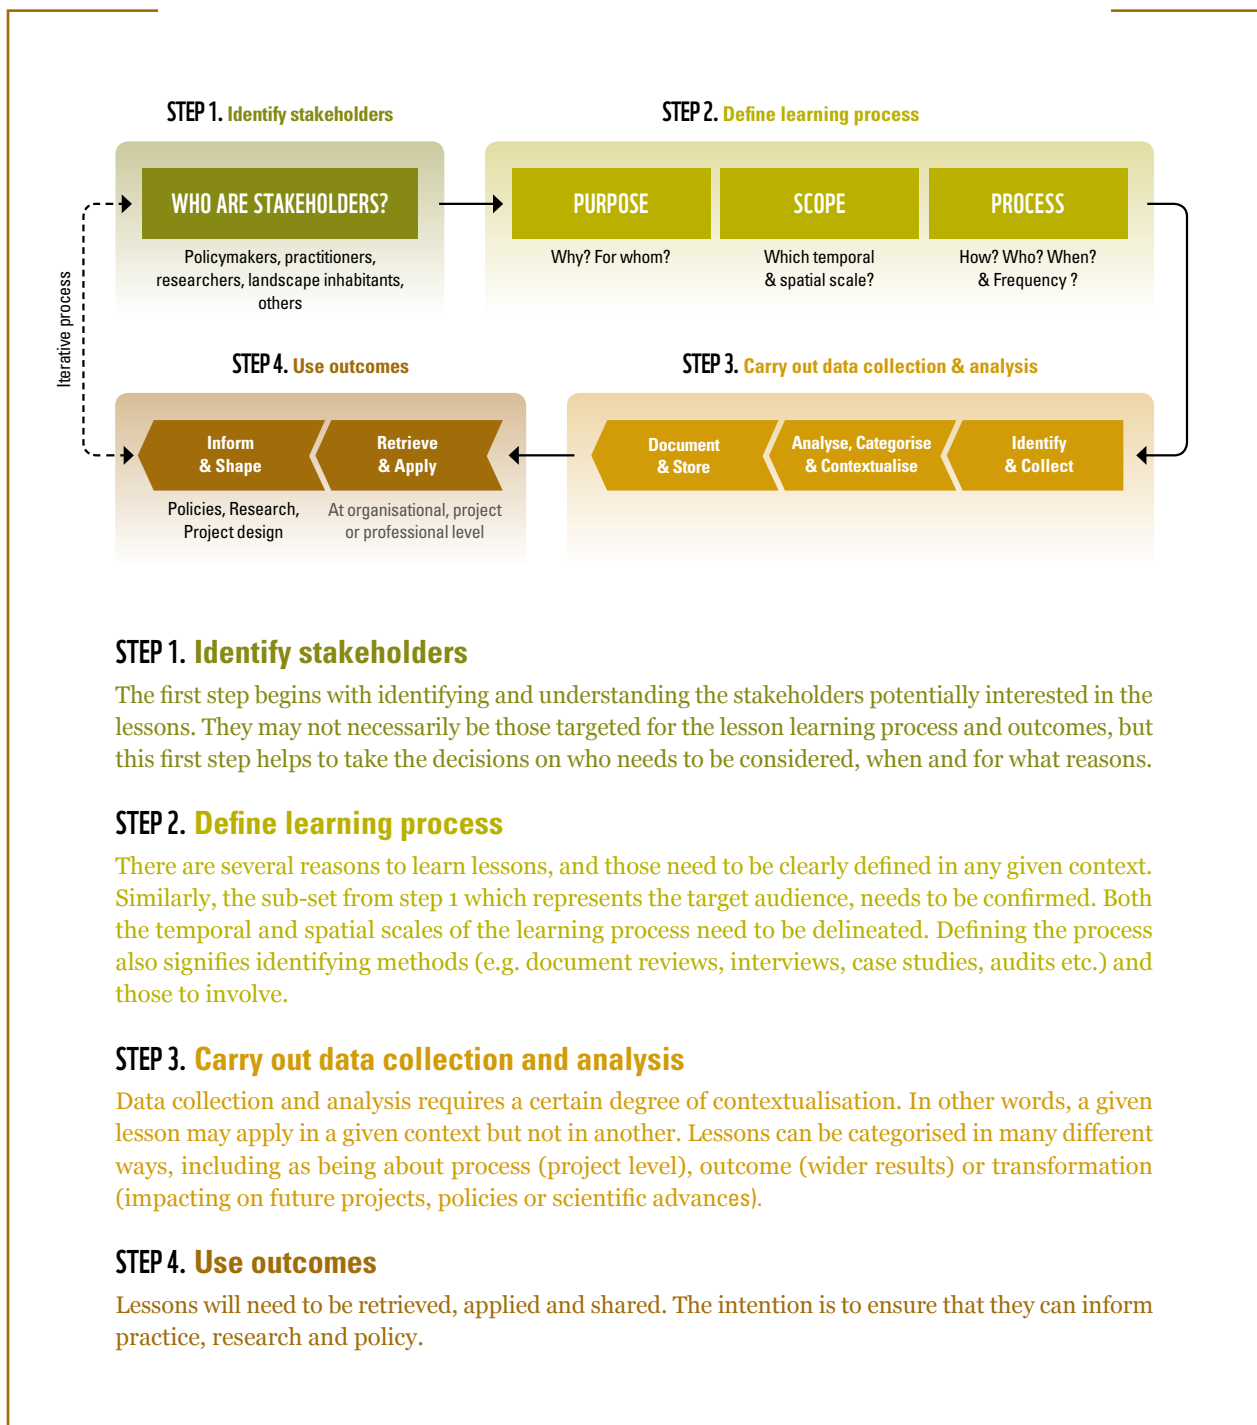 STEP 1. Identify stakeholders
STEP 2. Define learning process
WHO ARE STAKEHOLDERS?
Policymakers, practitioners,
researchers, landscape inhabitants,
others
PURPOSE
Why? For whom?
SCOPE
Which temporal
& spatial scale?
PROCESS
How? Who? When?
& Frequency ?
Iterative process
STEP 4. Use outcomes
STEP 3. Carry out data collection & analysis
Inform
& Shape
Policies, Research,
Project design
Retrieve
& Apply
At organisational, project
or professional level
Document
& Store
Analyse, Categorise
& Contextualise
Identify
& Collect
STEP 1. Identify stakeholders
The first step begins with identifying and understanding the stakeholders potentially interested in the
lessons. They may not necessarily be those targeted for the lesson learning process and outcomes, but
this first step helps to take the decisions on who needs to be considered, when and for what reasons.
STEP 2. Define learning process
There are several reasons to learn lessons, and those need to be clearly defined in any given context.
Similarly, the sub-set from step 1 which represents the target audience, needs to be confirmed. Both
the temporal and spatial scales of the learning process need to be delineated. Defining the process
also signifies identifying methods (e.g. document reviews, interviews, case studies, audits etc.) and
those to involve.
STEP 3. Carry out data collection and analysis
Data collection and analysis requires a certain degree of contextualisation. In other words, a given
lesson may apply in a given context but not in another. Lessons can be categorised in many different
ways, including as being about process (project level), outcome (wider results) or transformation
(impacting on future projects, policies or scientific advances).
STEP 4. Use outcomes
Lessons will need to be retrieved, applied and shared. The intention is to ensure that they can inform
practice, research and policy.